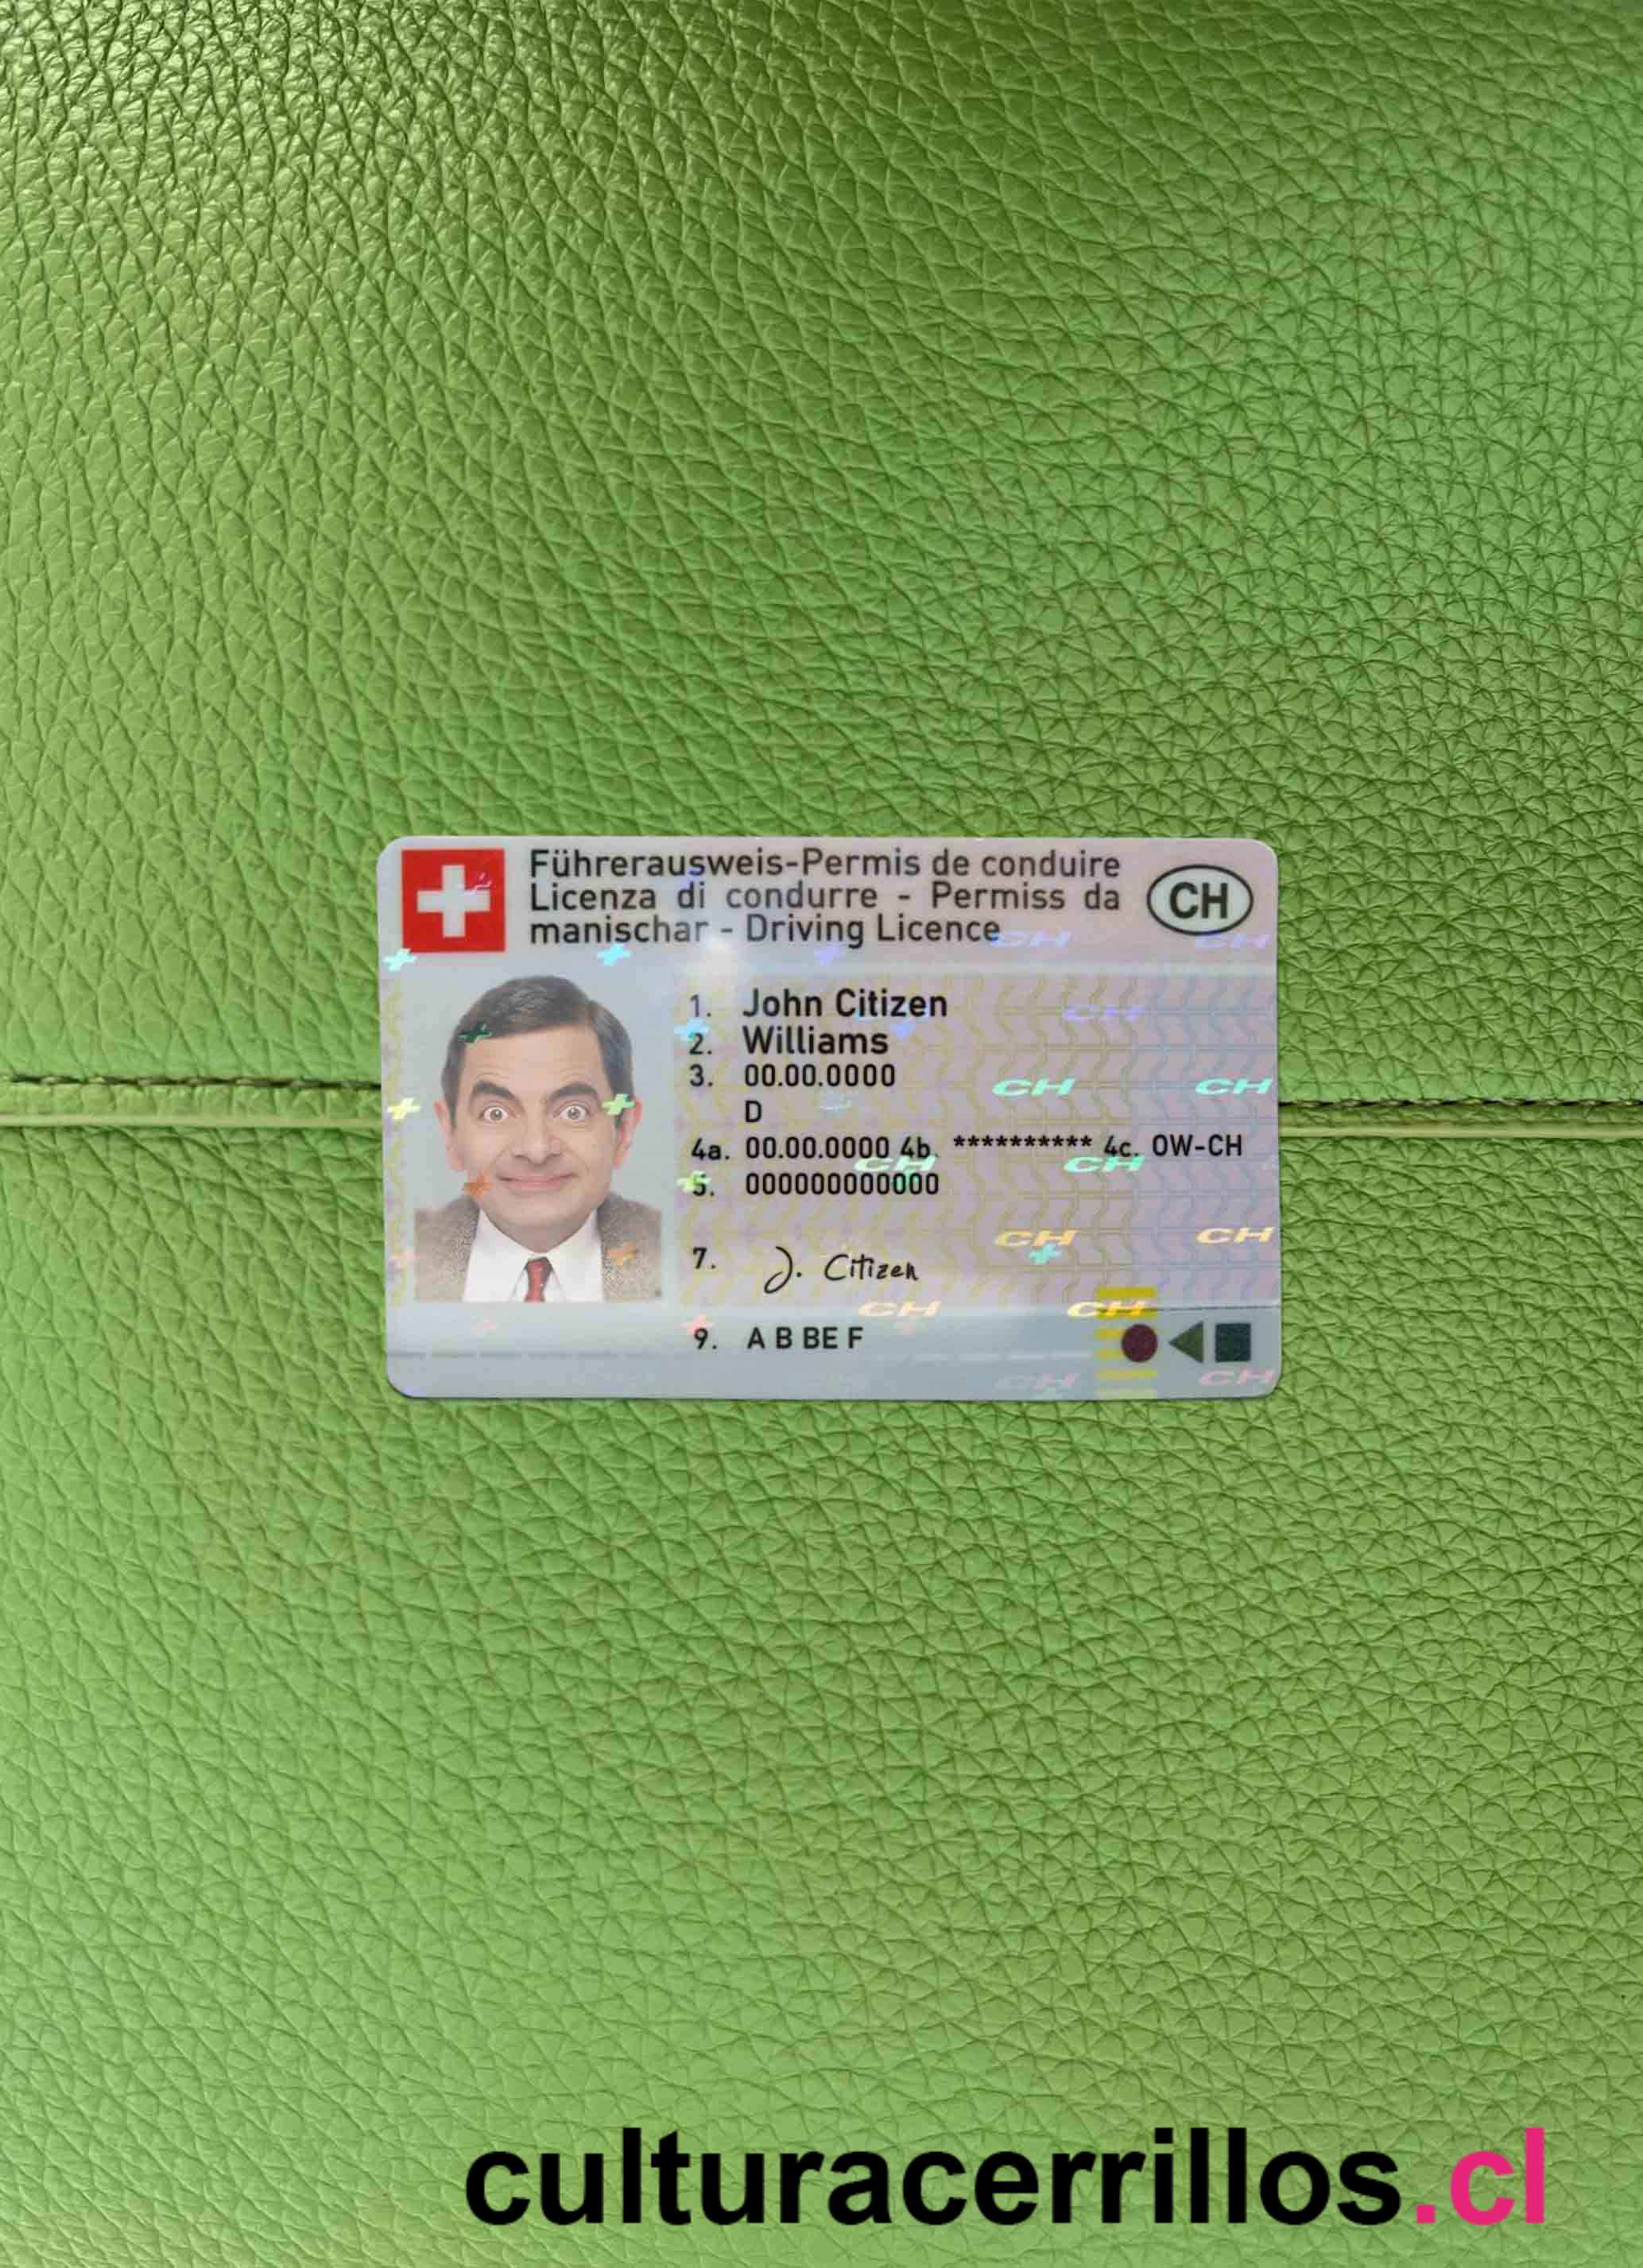 Führerausweis-Permis de conduire
Licenza di condurre - Permiss da
manischar - Driving Licence
CH
1. John Citizen
2. Williams
3. 00.00.0000
D
4a. 00.00.0000 4b. ********** 4c. OW-CH
5. 000000000000
7. J. Citizen
9. A B BE F
CH CH
CH
CH CH
CH CH
CH CH
CH CH
CH CH
culturacerrillos.cl